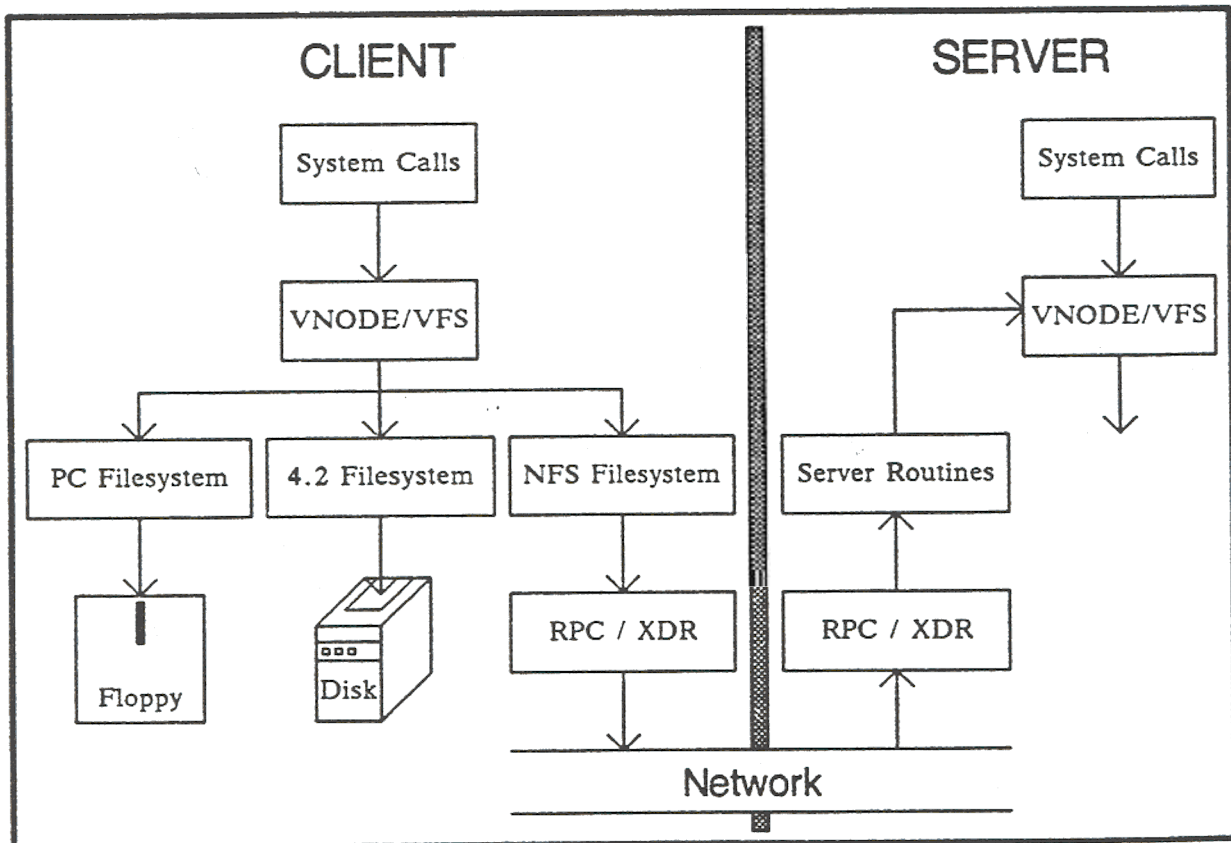 CLIENT
SERVER
System Calls
System Calls
VNODE/VFS
VNODE/VFS
PC Filesystem
4.2 Filesystem
NFS Filesystem
Server Routines
RPC / XDR
RPC / XDR
Floppy
Disk
Network